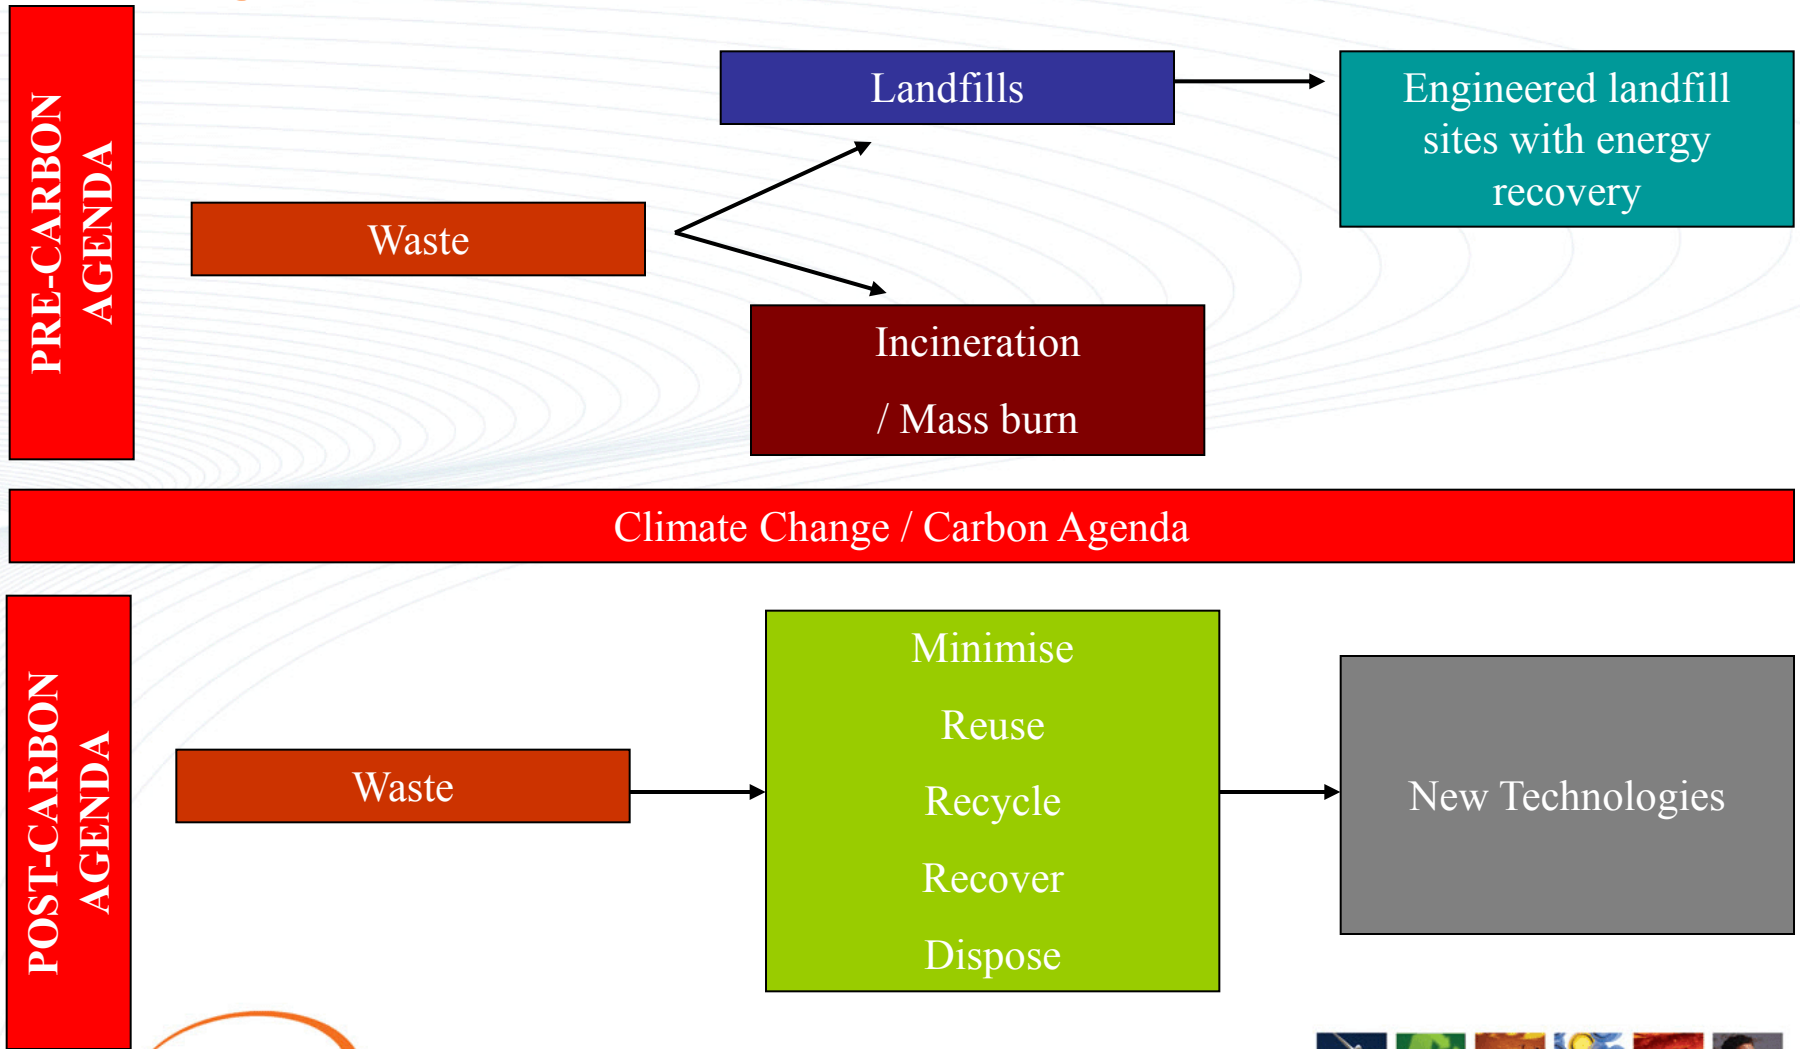 PRE-CARBON
AGENDA
Landfills
Engineered landfill
sites with energy
recovery
Waste
Incineration
/ Mass burn
Climate Change / Carbon Agenda
POST-CARBON
AGENDA
Waste
Minimise
Reuse
Recycle
Recover
Dispose
New Technologies